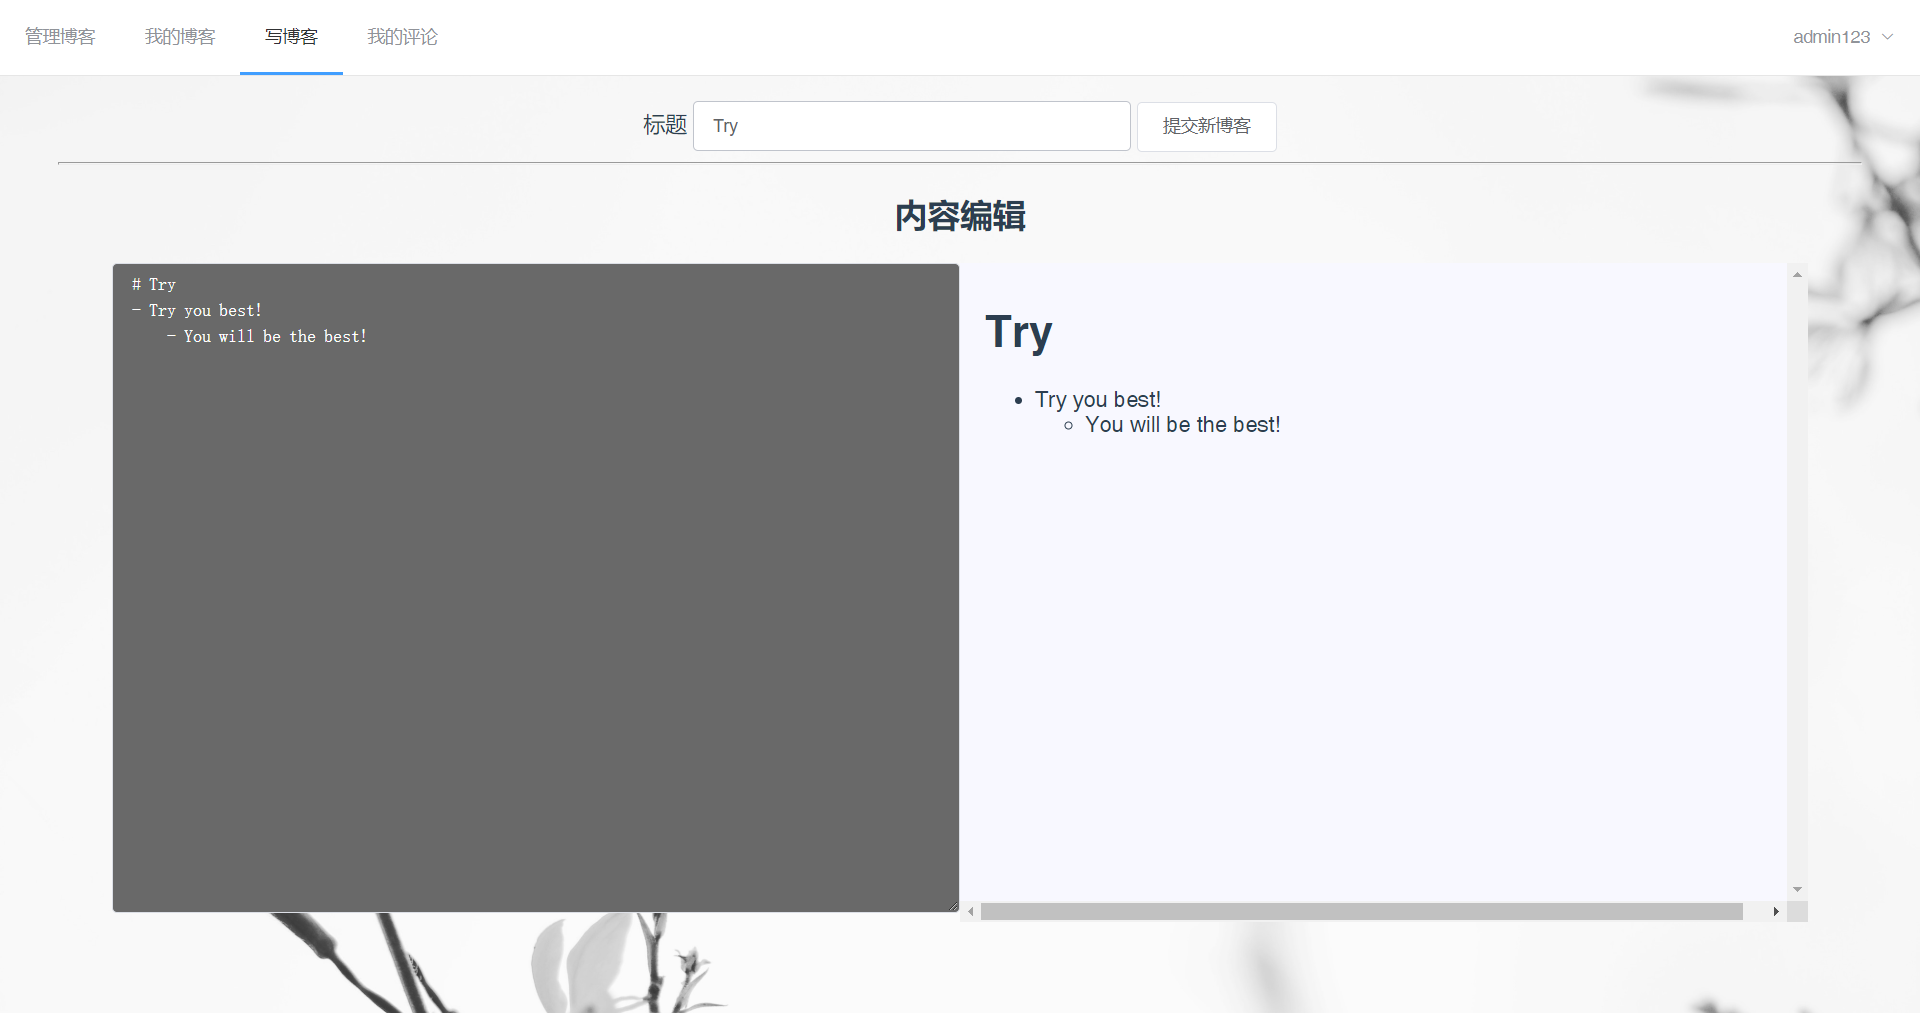 管理博客 我的博客 写博客 我的评论 admin123
标题 Try 提交新博客
内容编辑
# Try
- Try you best!
    - You will be the best!
Try
• Try you best!
◦ You will be the best!